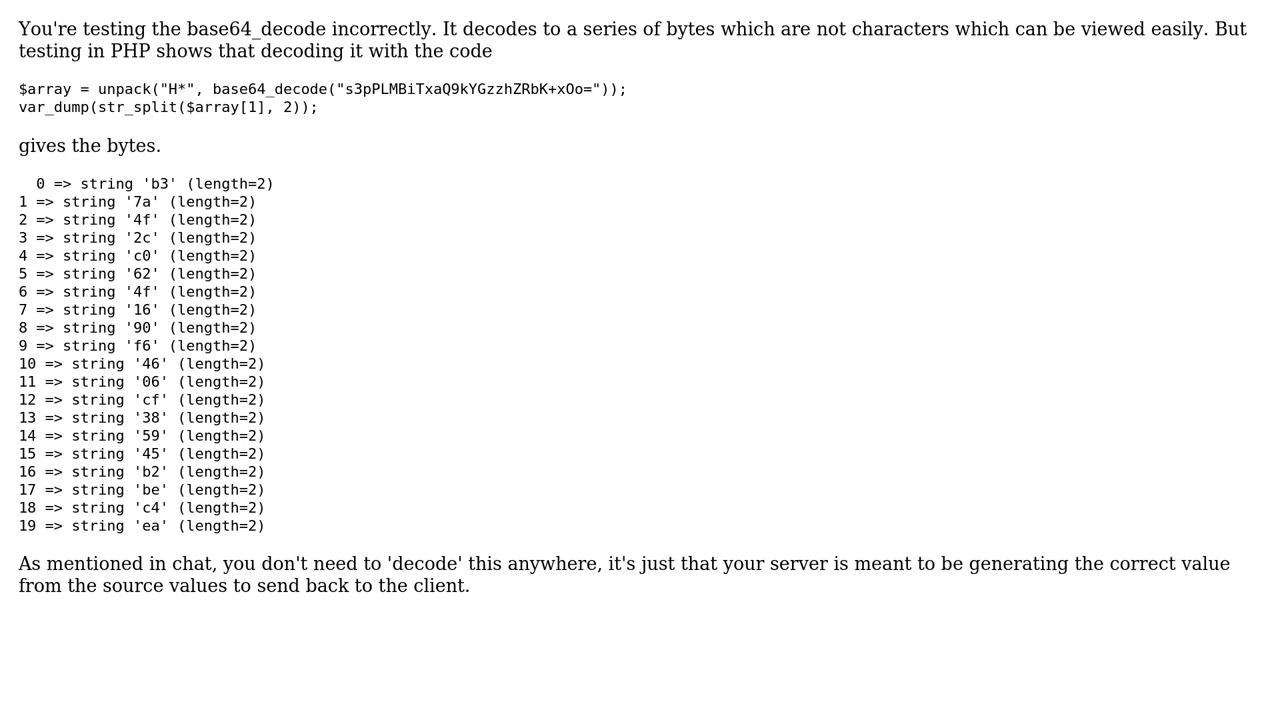 You're testing the base64_decode incorrectly. It decodes to a series of bytes which are not characters which can be viewed easily. But
testing in PHP shows that decoding it with the code
$array = unpack("H*", base64_decode("s3pPLMBiTxaQ9kYGzzhZRbK+xOo="));
var_dump(str_split($array[1], 2));
gives the bytes.
0 => string 'b3' (length=2)
1 => string '7a' (length=2)
2 => string '4f' (length=2)
3 => string '2c' (length=2)
4 => string 'c0' (length=2)
5 => string '62' (length=2)
6 => string '4f' (length=2)
7 => string '16' (length=2)
8 => string '90' (length=2)
9 => string 'f6' (length=2)
10 => string '46' (length=2)
11 => string '06' (length=2)
12 => string 'cf' (length=2)
13 => string '38' (length=2)
14 => string '59' (length=2)
15 => string '45' (length=2)
16 => string 'b2' (length=2)
17 => string 'be' (length=2)
18 => string 'c4' (length=2)
19 => string 'ea' (length=2)
As mentioned in chat, you don't need to 'decode' this anywhere, it's just that your server is meant to be generating the correct value
from the source values to send back to the client.